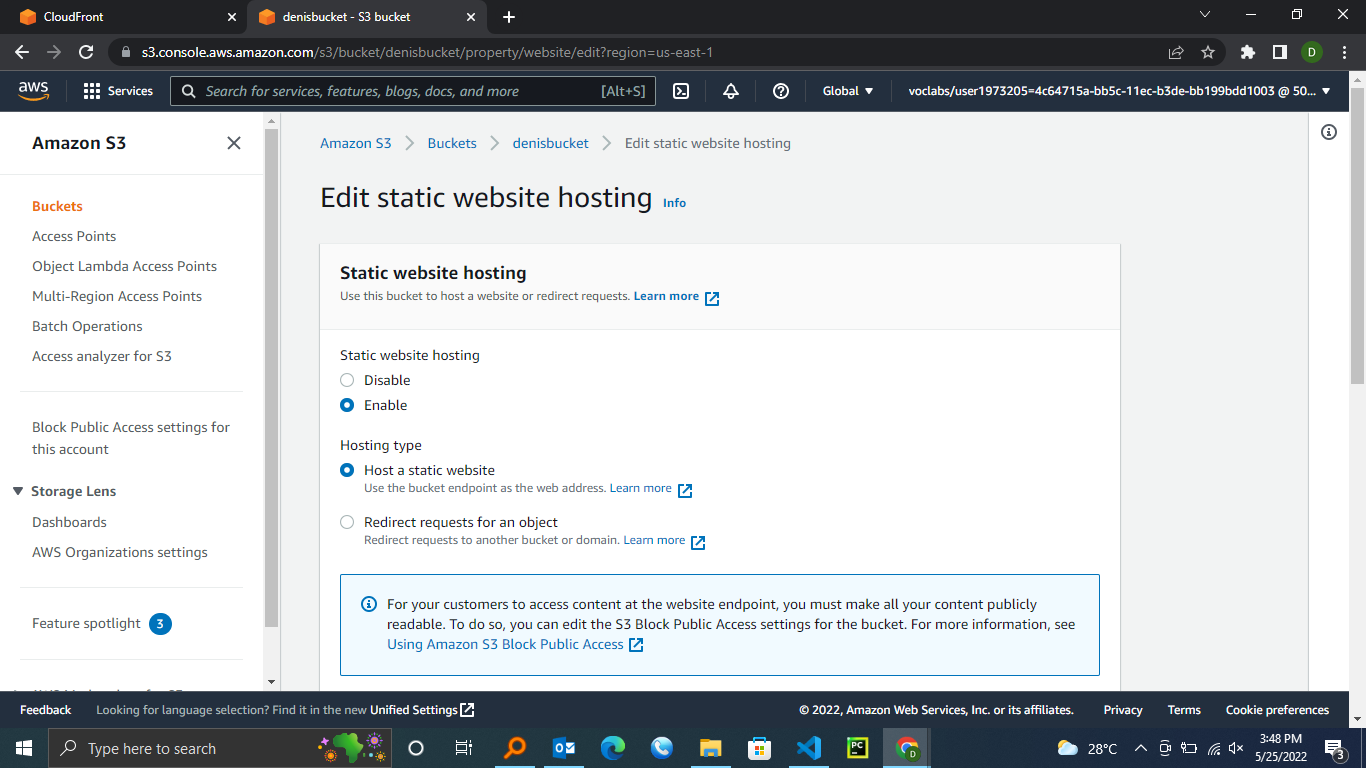 CloudFront
denisbucket - S3 bucket
s3.console.aws.amazon.com/s3/bucket/denisbucket/property/website/edit?region=us-east-1
D
aws
Services
Search for services, features, blogs, docs, and more
[Alt+S]
Global
voclabs/user1973205=4c64715a-bb5c-11ec-b3de-bb199bdd1003 @ 50...
Amazon S3
Buckets
Access Points
Object Lambda Access Points
Multi-Region Access Points
Batch Operations
Access analyzer for S3
Block Public Access settings for
this account
Storage Lens
Dashboards
AWS Organizations settings
Feature spotlight 3
Amazon S3
Buckets
denisbucket
Edit static website hosting
Edit static website hosting Info
Static website hosting
Use this bucket to host a website or redirect requests. Learn more
Static website hosting
Disable
Enable
Hosting type
Host a static website
Use the bucket endpoint as the web address. Learn more
Redirect requests for an object
Redirect requests to another bucket or domain. Learn more
For your customers to access content at the website endpoint, you must make all your content publicly
readable. To do so, you can edit the S3 Block Public Access settings for the bucket. For more information, see
Using Amazon S3 Block Public Access
Feedback
Looking for language selection? Find it in the new Unified Settings
© 2022, Amazon Web Services, Inc. or its affiliates.
Privacy
Terms
Cookie preferences
Type here to search
PC
D
28°C
3:48 PM
5/25/2022
3